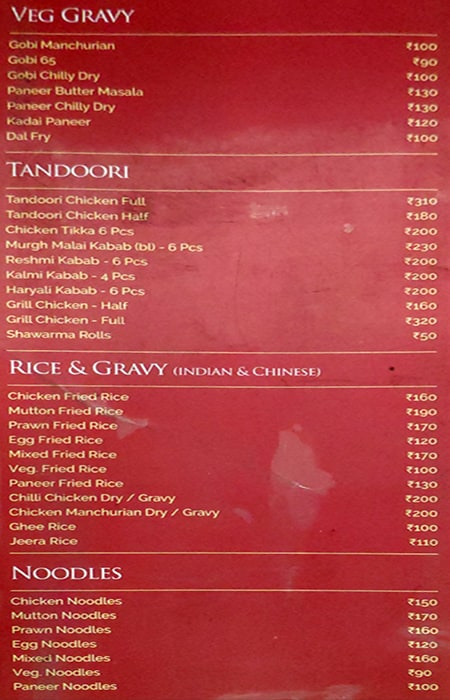 VEG GRAVY
Gobi Manchurian ₹100
Gobi 65 ₹90
Gobi Chilly Dry ₹100
Paneer Butter Masala ₹130
Paneer Chilly Dry ₹130
Kadai Paneer ₹120
Dal Fry ₹100
TANDOORI
Tandoori Chicken Full ₹310
Tandoori Chicken Half ₹180
Chicken Tikka 6 Pcs ₹200
Murgh Malai Kabab (bl) - 6 Pcs ₹230
Reshmi Kabab - 6 Pcs ₹200
Kalmi Kabab - 4 Pcs ₹200
Haryali Kabab - 6 Pcs ₹200
Grill Chicken - Half ₹160
Grill Chicken - Full ₹320
Shawarma Rolls ₹50
RICE & GRAVY (INDIAN & CHINESE)
Chicken Fried Rice ₹160
Mutton Fried Rice ₹190
Prawn Fried Rice ₹170
Egg Fried Rice ₹120
Mixed Fried Rice ₹170
Veg. Fried Rice ₹100
Paneer Fried Rice ₹130
Chilli Chicken Dry / Gravy ₹200
Chicken Manchurian Dry / Gravy ₹200
Ghee Rice ₹100
Jeera Rice ₹110
NOODLES
Chicken Noodles ₹150
Mutton Noodles ₹170
Prawn Noodles ₹160
Egg Noodles ₹120
Mixed Noodles ₹160
Veg. Noodles ₹90
Paneer Noodles ₹100